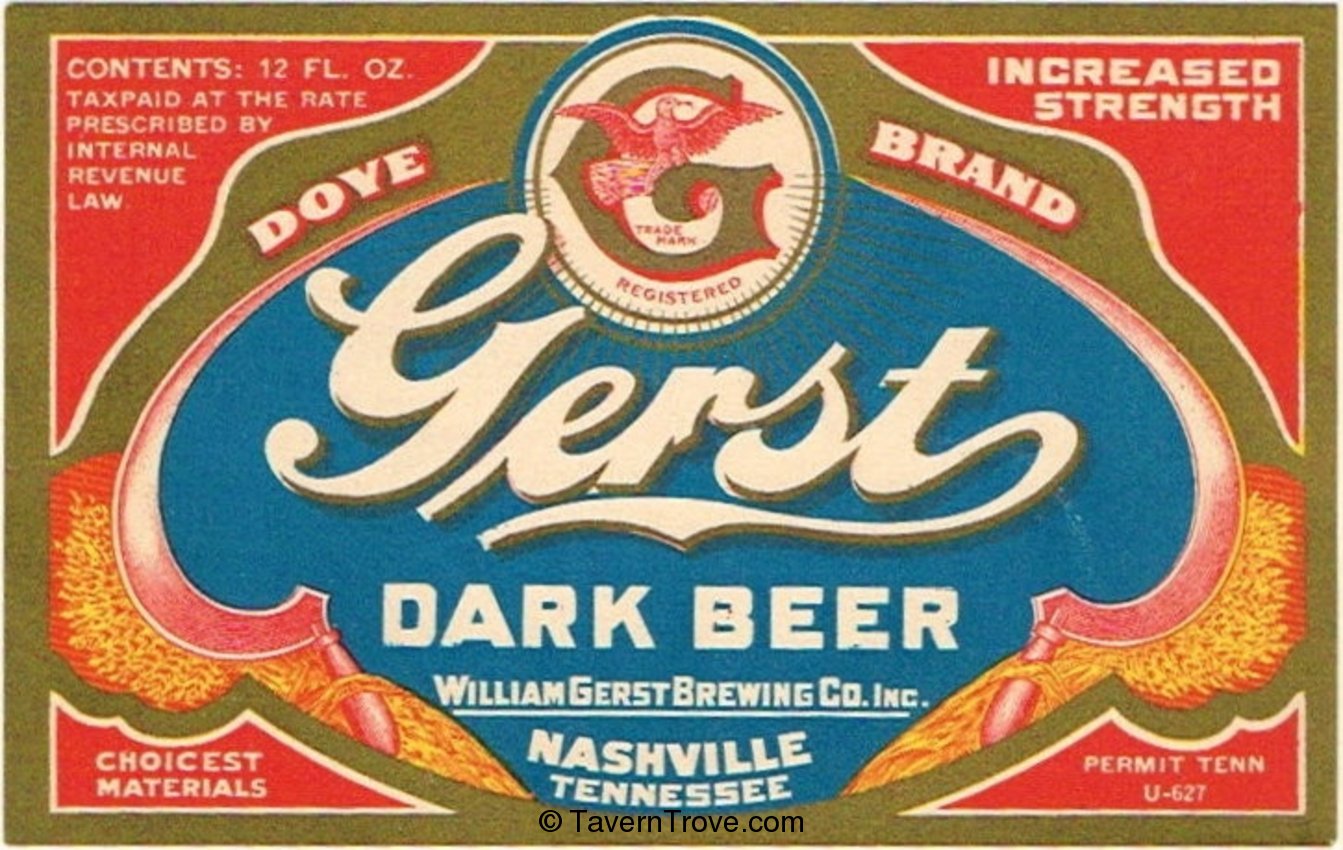 CONTENTS: 12 FL. OZ.
TAXPAID AT THE RATE
PRESCRIBED BY
INTERNAL
REVENUE
LAW
INCREASED
STRENGTH
DOVE BRAND
G
TRADE
MARK
REGISTERED
Gerst
DARK BEER
WILLIAM GERST BREWING CO. INC.
NASHVILLE
TENNESSEE
CHOICEST
MATERIALS
PERMIT TENN
U-627
© TavernTrove.com